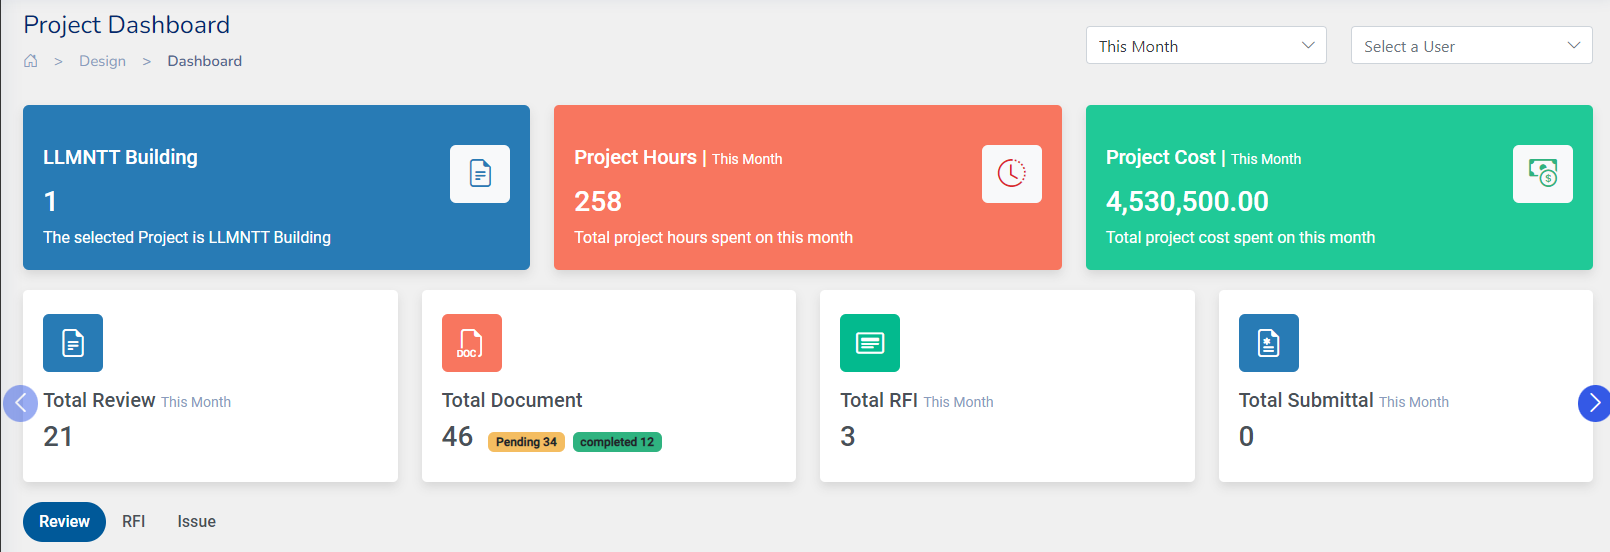 Project Dashboard
> Design > Dashboard
This Month
Select a User
LLMNTT Building
1
The selected Project is LLMNTT Building
Project Hours | This Month
258
Total project hours spent on this month
Project Cost | This Month
$
4,530,500.00
Total project cost spent on this month
Total Review This Month
21
DOC
Total Document
46 Pending 34 completed 12
Total RFI This Month
3
Total Submittal This Month
0
Review RFI Issue